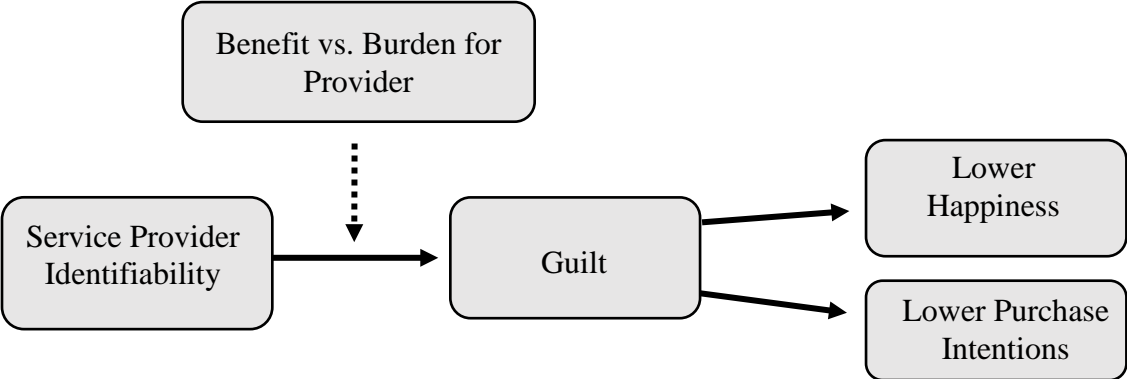 Benefit vs. Burden for
Provider
Service Provider
Identifiability
Guilt
Lower
Happiness
Lower Purchase
Intentions